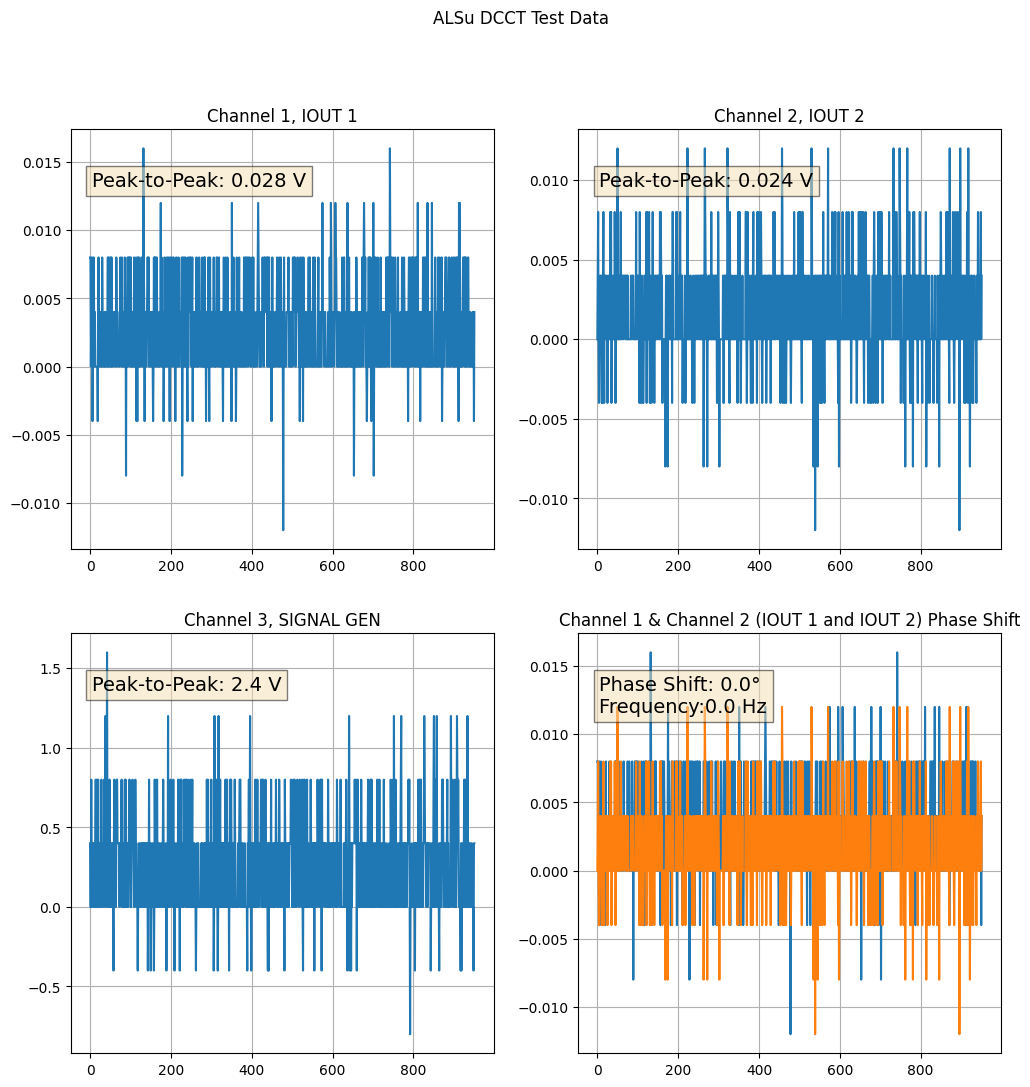 ALSu DCCT Test Data
Channel 1, IOUT 1
Peak-to-Peak: 0.028 V
0.015
0.010
0.005
0.000
−0.005
−0.010
0 200 400 600 800
Channel 2, IOUT 2
Peak-to-Peak: 0.024 V
0.010
0.005
0.000
−0.005
−0.010
0 200 400 600 800
Channel 3, SIGNAL GEN
Peak-to-Peak: 2.4 V
1.5
1.0
0.5
0.0
−0.5
0 200 400 600 800
Channel 1 & Channel 2 (IOUT 1 and IOUT 2) Phase Shift
Phase Shift: 0.0°
Frequency:0.0 Hz
0.015
0.010
0.005
0.000
−0.005
−0.010
0 200 400 600 800